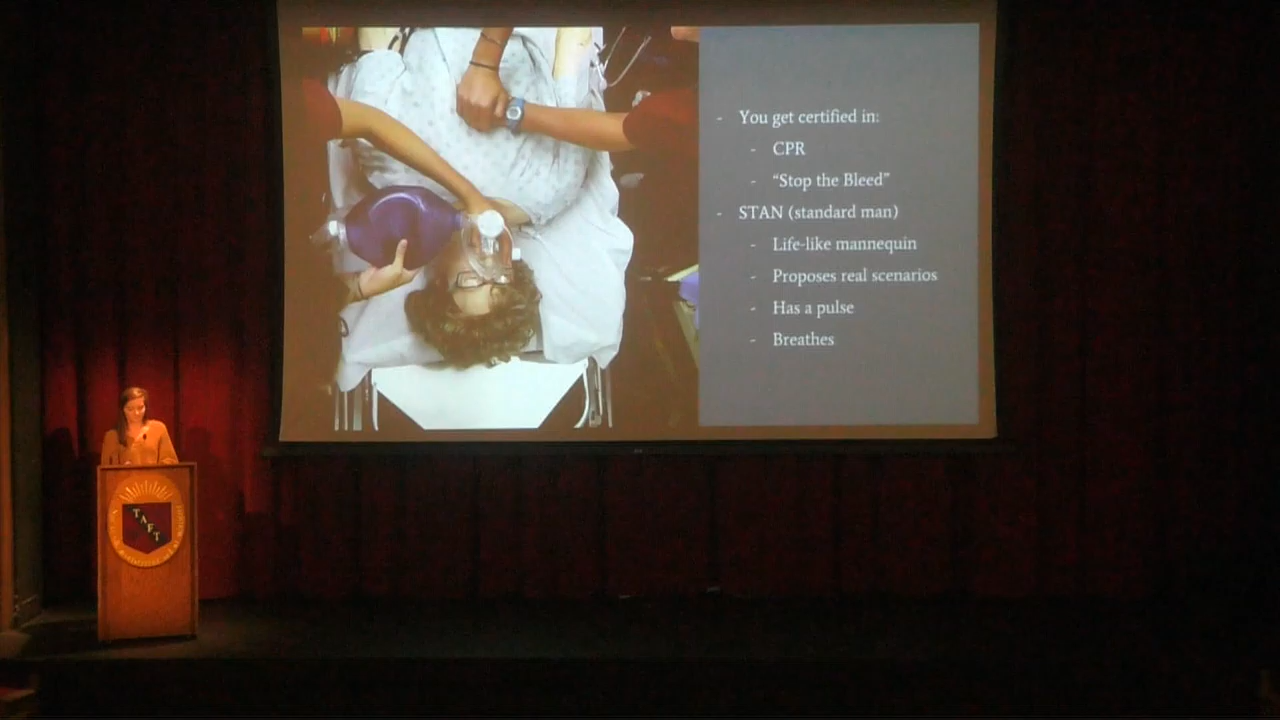 - You get certified in:
- CPR
- “Stop the Bleed”
- STAN (standard man)
- Life-like mannequin
- Proposes real scenarios
- Has a pulse
- Breathes
TAFT